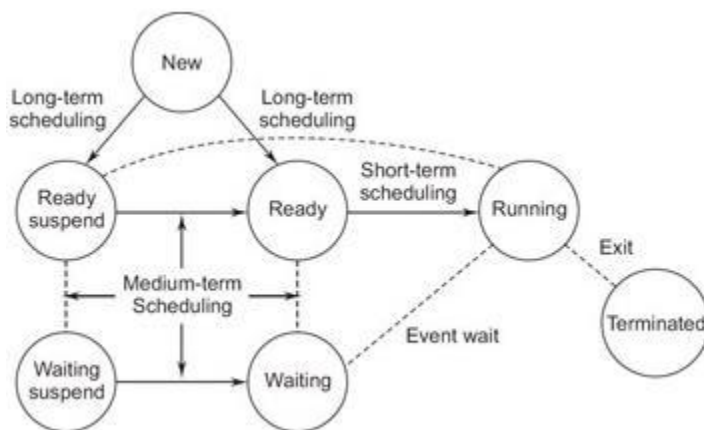 New
Long-term
scheduling
Long-term
scheduling
Short-term
scheduling
Ready
suspend
Ready
Running
Exit
Medium-term
Scheduling
Terminated
Event wait
Waiting
suspend
Waiting